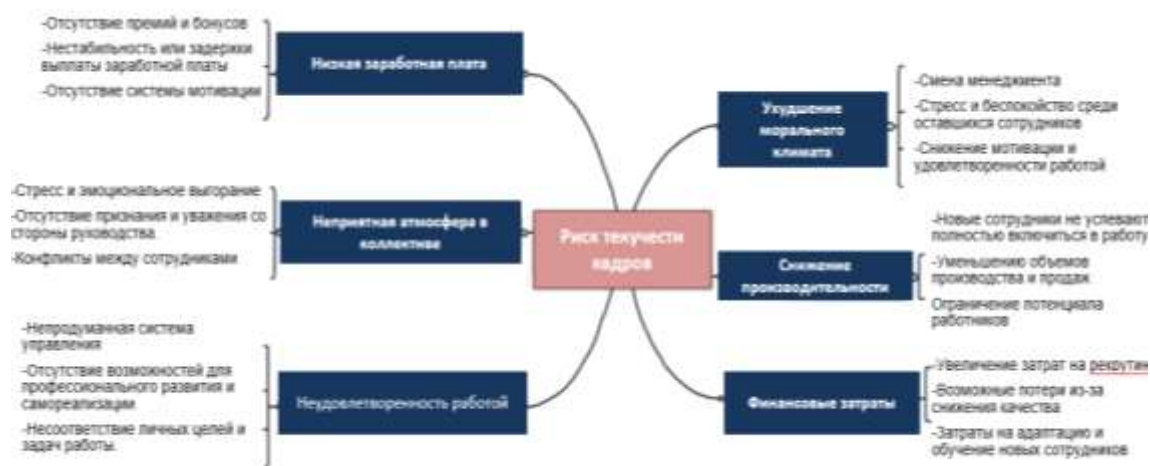 -Отсутствие премий и бонусов
-Нестабильность или задержки
выплаты заработной платы
-Отсутствие системы мотивации
Низкая заработная плата
-Стресс и эмоциональное выгорание
-Отсутствие признания и уважения со
стороны руководства.
-Конфликты между сотрудниками
Неприятная атмосфера в
коллективе
-Непродуманная система
управления
-Отсутствие возможностей для
профессионального развития и
самореализации
-Несоответствие личных целей и
задач работы.
Неудовлетворенность работой
Риск текучести
кадров
Ухудшение
морального
климата
-Смена менеджмента
-Стресс и беспокойство среди
оставшихся сотрудников
-Снижение мотивации и
удовлетворенности работой
Снижение
производительности
-Новые сотрудники не успевают
полностью включиться в работу
-Уменьшению объемов
производства и продаж
Ограничение потенциала
работников
Финансовые затраты
-Увеличение затрат на рекрутин
-Возможные потери из-за
снижения качества
-Затраты на адаптацию и
обучение новых сотрудников